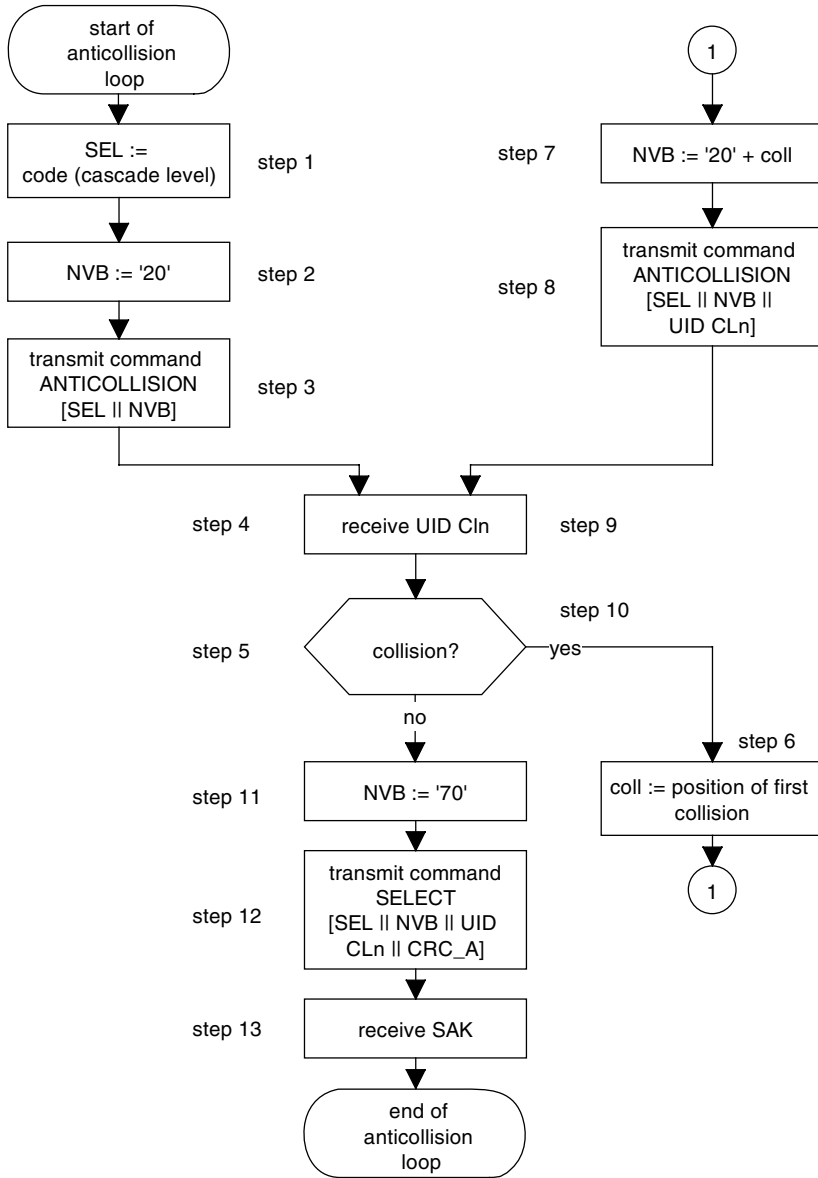 start of
anticollision
loop
SEL :=
code (cascade level)
step 1
NVB := '20'
step 2
transmit command
ANTICOLLISION
[SEL || NVB]
step 3
1
step 7
NVB := '20' + coll
step 8
transmit command
ANTICOLLISION
[SEL || NVB ||
UID CLn]
step 4
receive UID Cln
step 9
step 10
step 5
collision?
yes
no
step 6
coll := position of first
collision
1
step 11
NVB := '70'
step 12
transmit command
SELECT
[SEL || NVB || UID
CLn || CRC_A]
step 13
receive SAK
end of
anticollision
loop